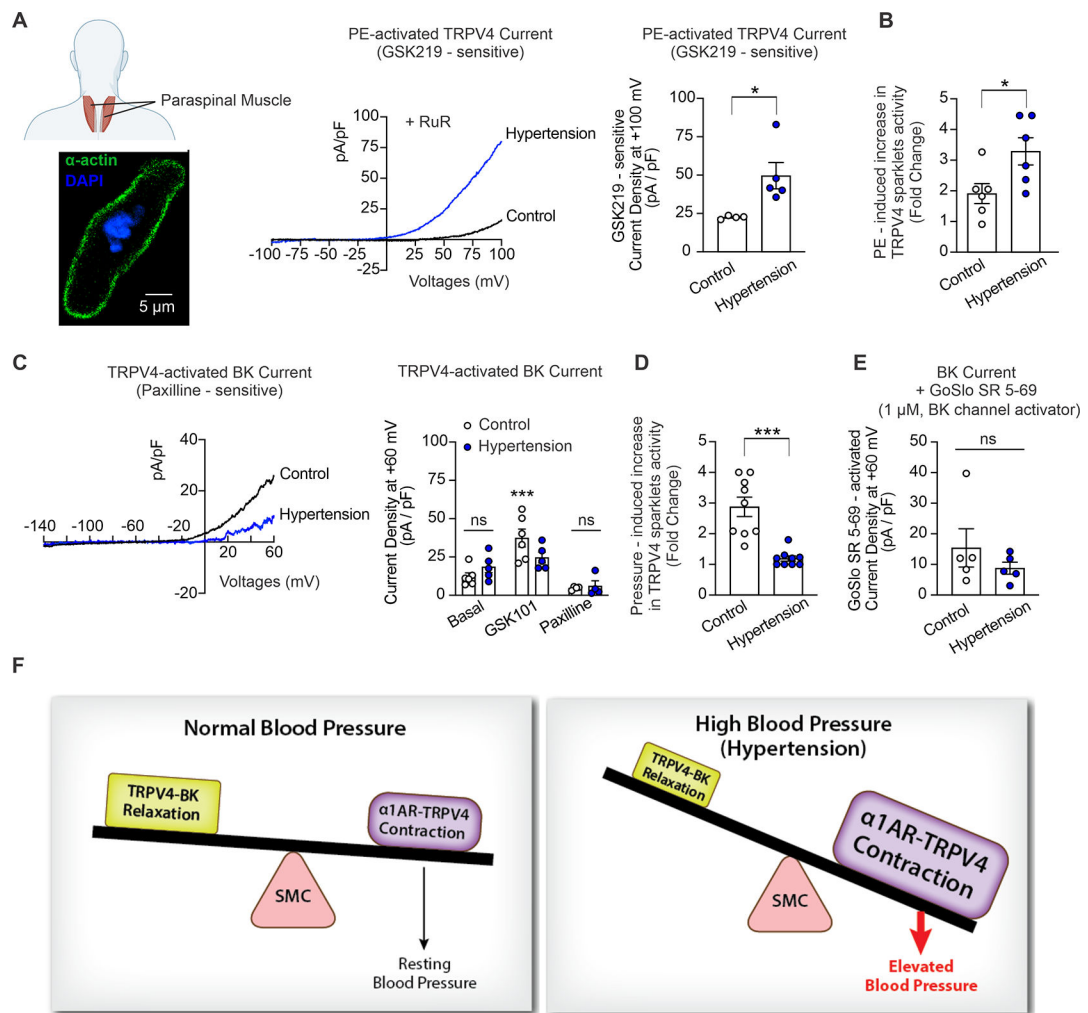 A
Paraspinal Muscle
α-actin
DAPI
5 µm
PE-activated TRPV4 Current
(GSK219 - sensitive)
+ RuR
pA/pF
100
75
50
25
-25
-100
-75
-50
-25
25
50
75
100
Hypertension
Control
Voltages (mV)
PE-activated TRPV4 Current
(GSK219 - sensitive)
GSK219 - sensitive
Current Density at +100 mV
(pA / pF)
100
75
50
25
0
*
Control
Hypertension
B
PE - induced increase in
TRPV4 sparklets activity
(Fold Change)
5
4
3
2
1
0
*
Control
Hypertension
C
TRPV4-activated BK Current
(Paxilline - sensitive)
pA/pF
40
20
-20
-140
-100
-60
-20
20
60
Control
Hypertension
Voltages (mV)
TRPV4-activated BK Current
Control
Hypertension
Current Density at +60 mV
(pA / pF)
100
75
50
25
0
ns
***
ns
Basal
GSK101
Paxilline
D
Pressure - induced increase
in TRPV4 sparklets activity
(Fold Change)
5
4
3
2
1
0
***
Control
Hypertension
E
BK Current
+ GoSlo SR 5-69
(1 µM, BK channel activator)
GoSlo SR 5-69 - activated
Current Density at +60 mV
(pA / pF)
50
40
30
20
10
0
ns
Control
Hypertension
F
Normal Blood Pressure
TRPV4-BK
Relaxation
α1AR-TRPV4
Contraction
SMC
Resting
Blood Pressure
High Blood Pressure
(Hypertension)
TRPV4-BK
Relaxation
α1AR-TRPV4
Contraction
SMC
Elevated
Blood Pressure